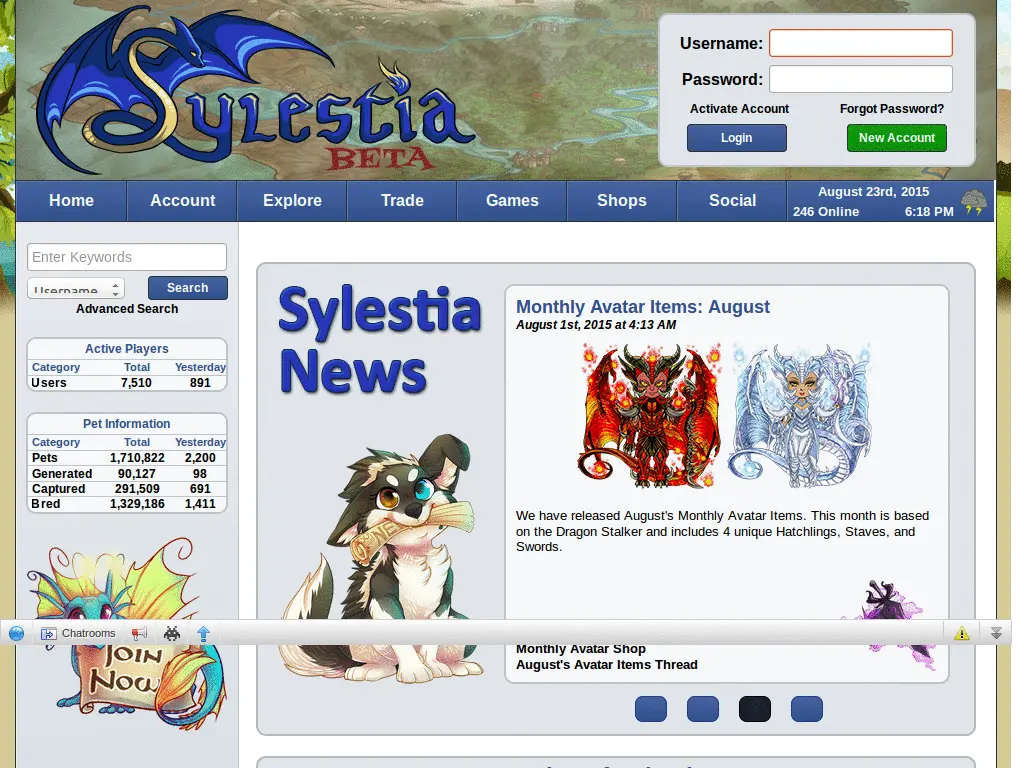 Sylestia
BETA
Username:
Password:
Activate Account
Forgot Password?
Login
New Account
Home
Account
Explore
Trade
Games
Shops
Social
August 23rd, 2015
246 Online
6:18 PM
Enter Keywords
Username
Search
Advanced Search
Active Players
Category Total Yesterday
Users 7,510 891
Pet Information
Category Total Yesterday
Pets 1,710,822 2,200
Generated 90,127 98
Captured 291,509 691
Bred 1,329,186 1,411
Join
Now
Sylestia
News
Monthly Avatar Items: August
August 1st, 2015 at 4:13 AM
We have released August's Monthly Avatar Items. This month is based
on the Dragon Stalker and includes 4 unique Hatchlings, Staves, and
Swords.
Monthly Avatar Shop
August's Avatar Items Thread
Chatrooms